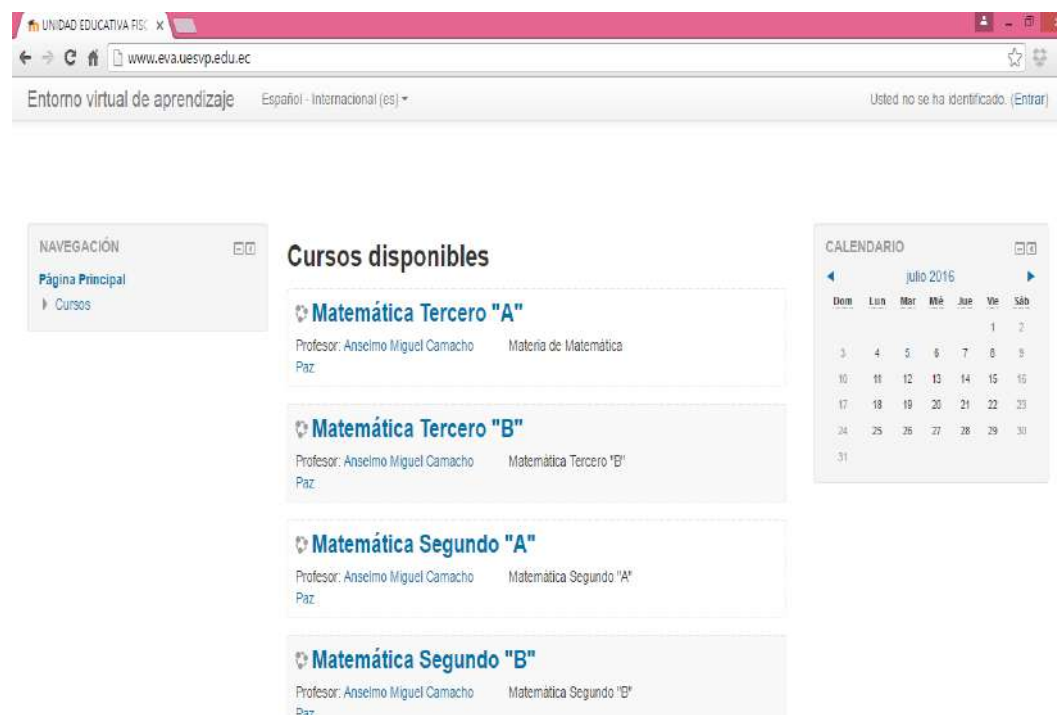 UNIDAD EDUCATIVA FISC
www.eva.uesvp.edu.ec
Entorno virtual de aprendizaje Español - Internacional (es) Usted no se ha identificado. (Entrar)
NAVEGACIÓN
Página Principal
Cursos
Cursos disponibles
Matemática Tercero "A"
Profesor: Anselmo Miguel Camacho Materia de Matemática
Paz
Matemática Tercero "B"
Profesor: Anselmo Miguel Camacho Matemática Tercero "B"
Paz
Matemática Segundo "A"
Profesor: Anselmo Miguel Camacho Matemática Segundo "A"
Paz
Matemática Segundo "B"
Profesor: Anselmo Miguel Camacho Matemática Segundo "B"
Paz
CALENDARIO
julio 2016
Dom Lun Mar Mié Jue Vie Sáb
1 2
3 4 5 6 7 8 9
10 11 12 13 14 15 16
17 18 19 20 21 22 23
24 25 26 27 28 29 30
31